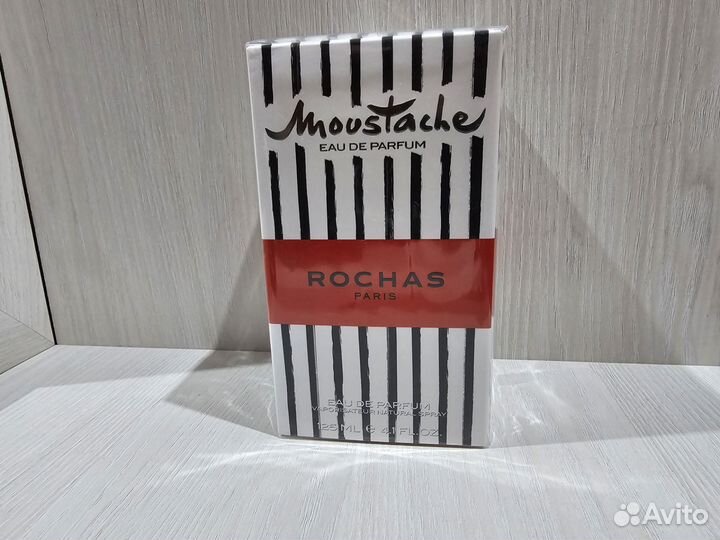 Moustache
EAU DE PARFUM
ROCHAS
PARIS
EAU DE PARFUM
VAPORISATEUR NATURAL SPRAY
125 ML e 4.1 FL. OZ.
Avito